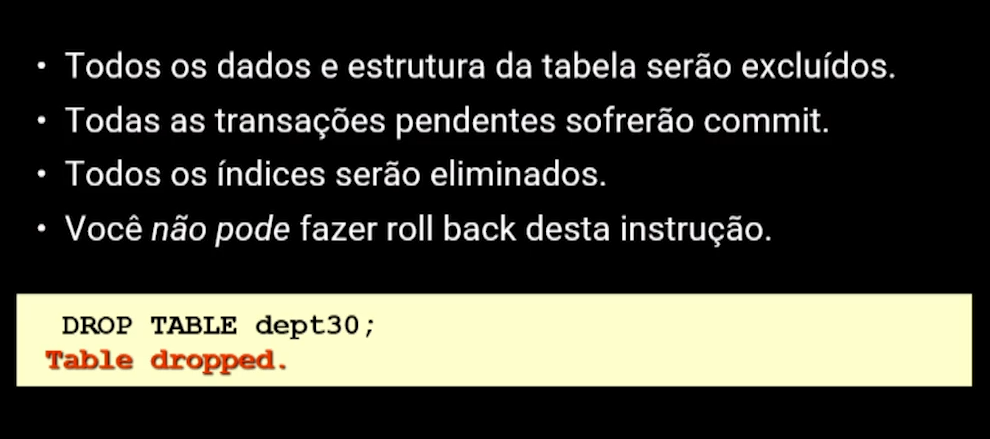 • Todos os dados e estrutura da tabela serão excluídos.
• Todas as transações pendentes sofrerão commit.
• Todos os índices serão eliminados.
• Você não pode fazer roll back desta instrução.
DROP TABLE dept30;
Table dropped.